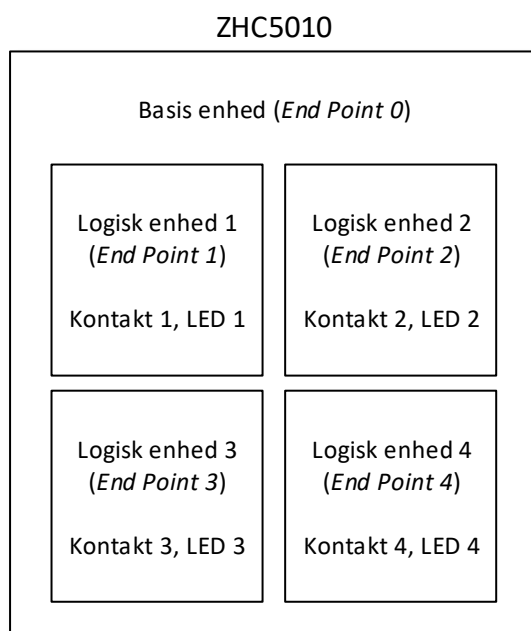 ZHC5010
Basis enhed (End Point 0)
Logisk enhed 1
(End Point 1)
Kontakt 1, LED 1
Logisk enhed 2
(End Point 2)
Kontakt 2, LED 2
Logisk enhed 3
(End Point 3)
Kontakt 3, LED 3
Logisk enhed 4
(End Point 4)
Kontakt 4, LED 4